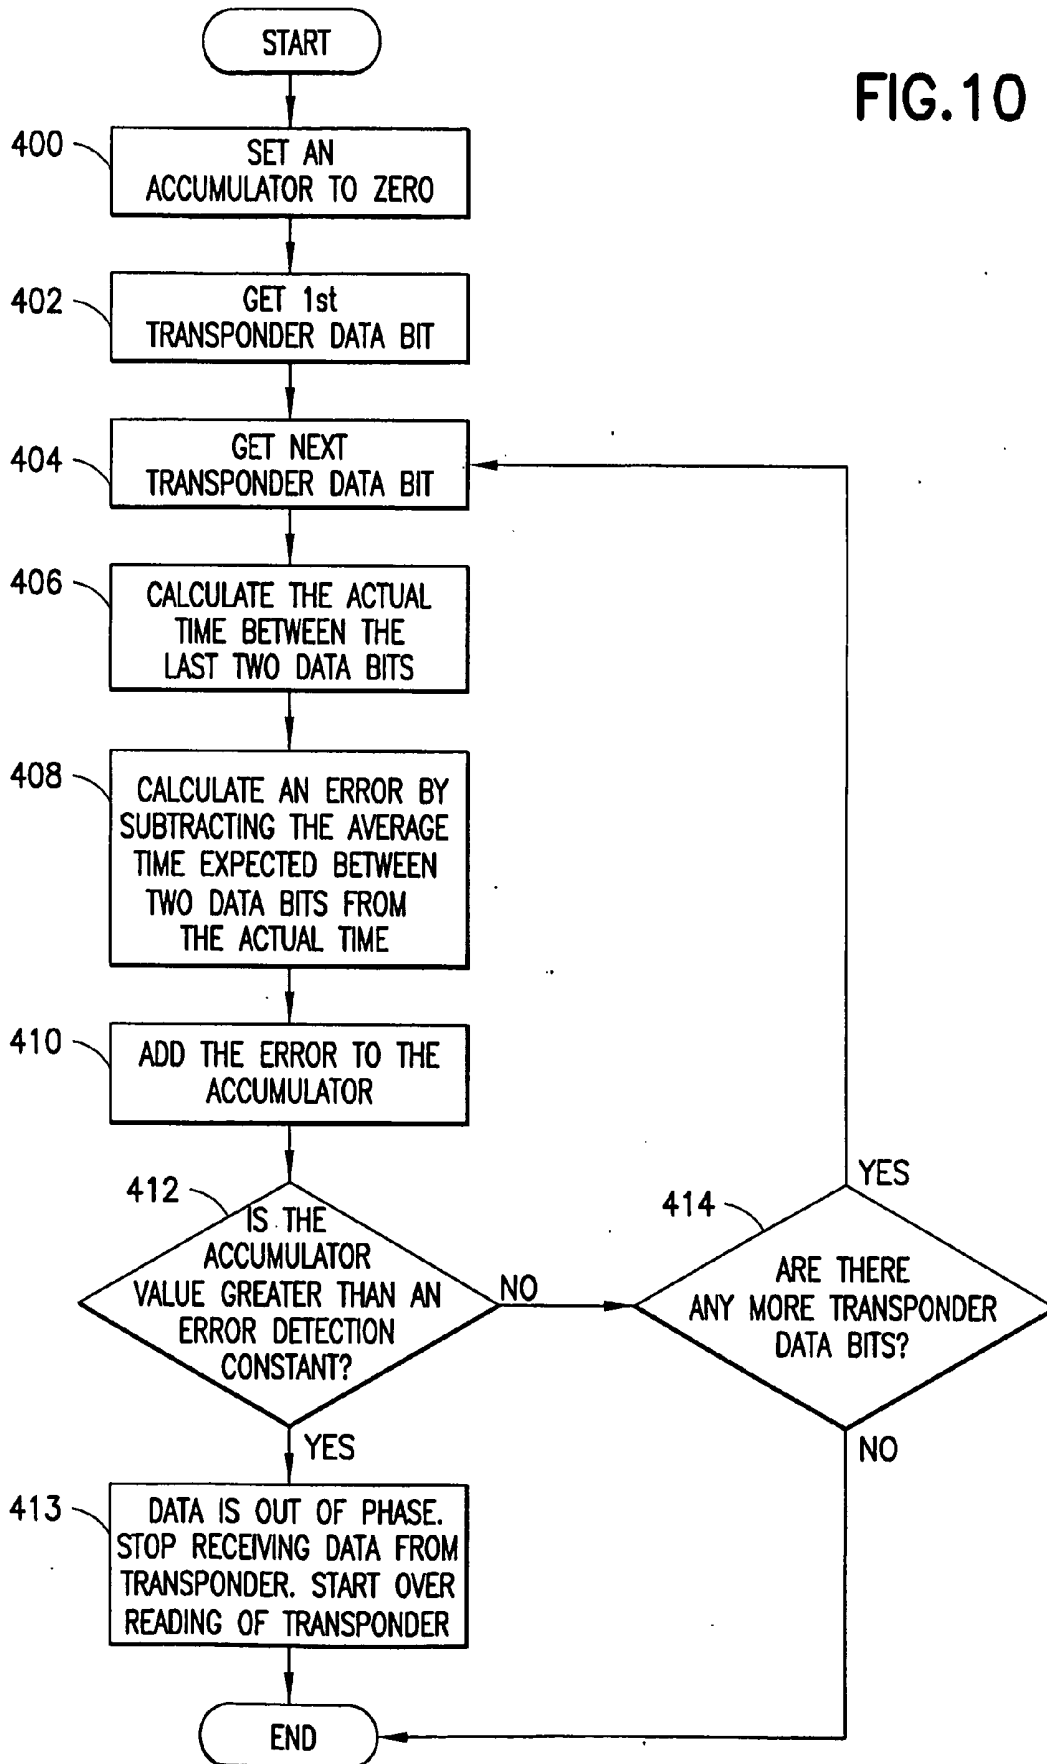 START
FIG.10
400
SET AN
ACCUMULATOR TO ZERO
402
GET 1st
TRANSPONDER DATA BIT
404
GET NEXT
TRANSPONDER DATA BIT
406
CALCULATE THE ACTUAL
TIME BETWEEN THE
LAST TWO DATA BITS
408
CALCULATE AN ERROR BY
SUBTRACTING THE AVERAGE
TIME EXPECTED BETWEEN
TWO DATA BITS FROM
THE ACTUAL TIME
410
ADD THE ERROR TO THE
ACCUMULATOR
412
IS THE
ACCUMULATOR
VALUE GREATER THAN AN
ERROR DETECTION
CONSTANT?
NO
YES
414
ARE THERE
ANY MORE TRANSPONDER
DATA BITS?
YES
NO
413
DATA IS OUT OF PHASE.
STOP RECEIVING DATA FROM
TRANSPONDER. START OVER
READING OF TRANSPONDER
END